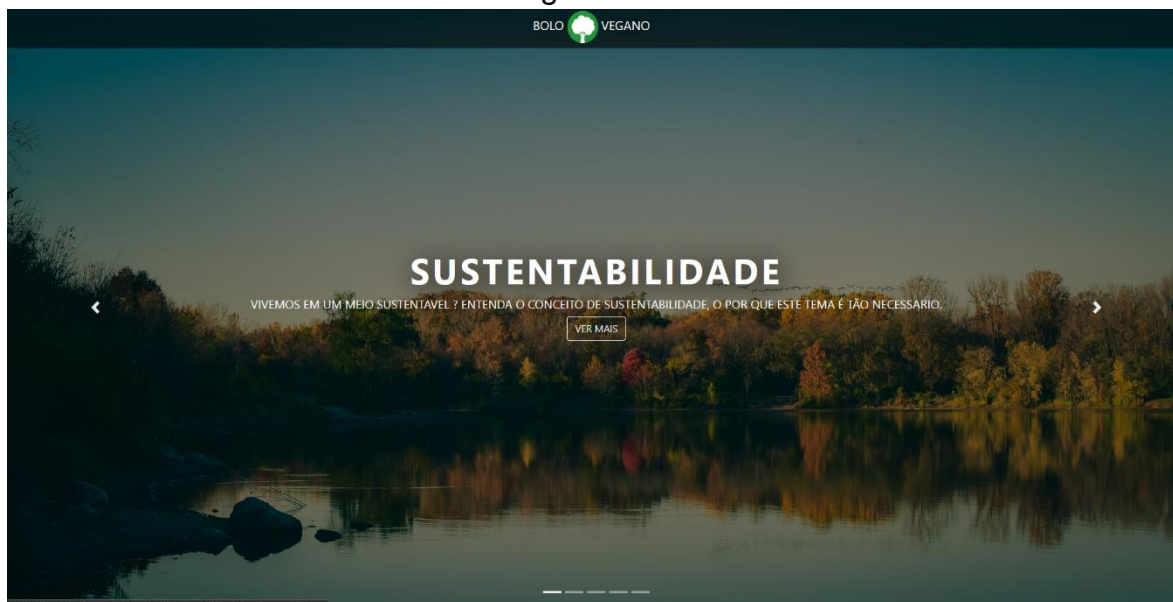 BOLO VEGANO
SUSTENTABILIDADE
VIVEMOS EM UM MEIO SUSTENTAVEL ? ENTENDA O CONCEITO DE SUSTENTABILIDADE, O POR QUE ESTE TEMA É TÃO NECESSARIO.
VER MAIS